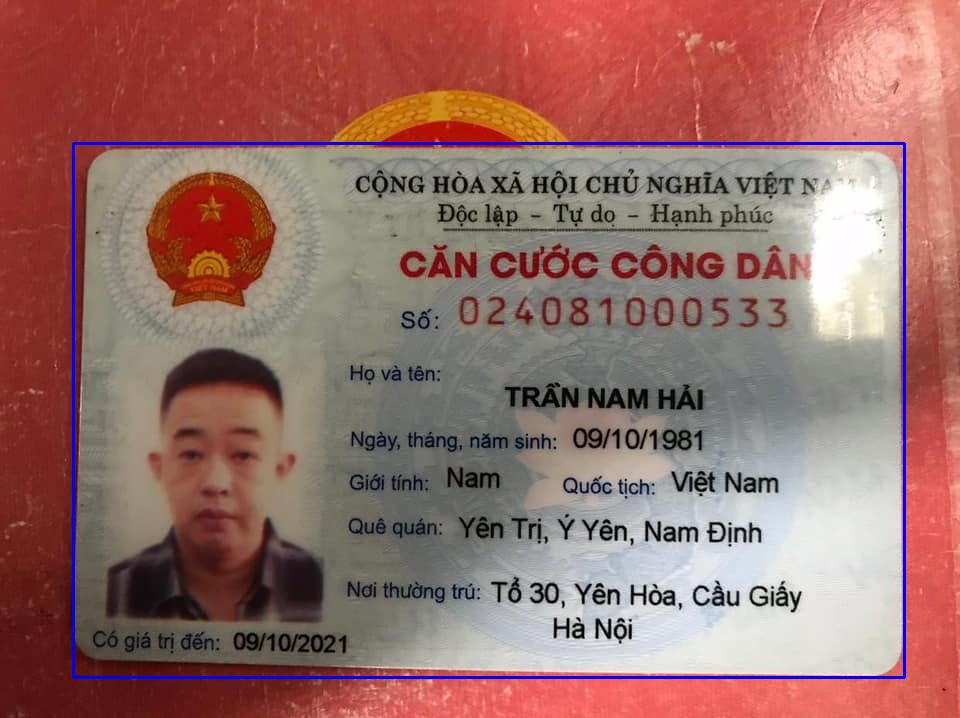 CỘNG HÒA XÃ HỘI CHỦ NGHĨA VIỆT NAM
Độc lập - Tự do - Hạnh phúc
CĂN CƯỚC CÔNG DÂN
Số: 024081000533
Họ và tên:
TRẦN NAM HẢI
Ngày, tháng, năm sinh: 09/10/1981
Giới tính: Nam Quốc tịch: Việt Nam
Quê quán: Yên Trị, Ý Yên, Nam Định
Nơi thường trú: Tổ 30, Yên Hòa, Cầu Giấy
Hà Nội
Có giá trị đến: 09/10/2021